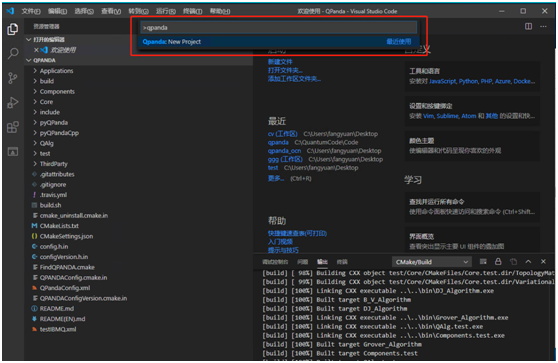 文件(F) 编辑(E) 选择(S) 查看(V) 转到(G) 运行(R) 终端(T) 帮助(H)
欢迎使用 - QPanda - Visual Studio Code
>qpanda
Qpanda: New Project
最近使用
资源管理器
打开的编辑器
欢迎使用
QPANDA
Applications
build
Components
Core
include
pyQPanda
pyQPandaCpp
QAlg
test
ThirdParty
.gitattributes
.gitignore
.travis.yml
build.sh
cmake_uninstall.cmake.in
CMakeLists.txt
CMakeSettings.json
config.h.in
configVersion.h.in
FindQPANDA.cmake
QPANDAConfig.cmake.in
QPandaConfig.xml
QPANDAConfigVersion.cmake.in
README.md
README(EN).md
testIBMQ.xml
新建文件
打开文件夹...
添加工作区文件夹...
最近
cv (工作区) C:\Users\fangyuan\Desktop
qpanda C:\QuantumCode\Code
qpanda_ocn C:\Users\fangyuan\Desktop
ggg (工作区) C:\Users\fangyuan\Desktop
test C:\Users\fangyuan\Desktop
更多... (Ctrl+R)
帮助
快捷键速查表(可打印)
入门视频
提示与技巧
工具和语言
安装对 JavaScript, Python, PHP, Azure, Docke...
设置和按键绑定
安装 Vim, Sublime, Atom 和 其他 的设置和快...
颜色主题
使编辑器和代码呈现你喜欢的外观
学习
查找并运行所有命令
使用命令面板快速访问和搜索命令 (Ctrl+Shift...
界面概览
查看突出显示主要 UI 组件的叠加图
调试控制台 问题 输出 终端
CMake/Build
[build] [ 98%] Building CXX object test/Core/CMakeFiles/Core.test.dir/TopologyMat
[build] [ 99%] Building CXX object test/Core/CMakeFiles/Core.test.dir/Variational
[build] [100%] Linking CXX executable ..\..\bin\DJ_Algorithm.exe
[build] [100%] Built target B_V_Algorithm
[build] [100%] Built target DJ_Algorithm
[build] [100%] Linking CXX executable ..\..\bin\Grover_Algorithm.exe
[build] [100%] Linking CXX executable ..\..\bin\QAlg.test.exe
[build] [100%] Linking CXX executable ..\..\bin\Components.test.exe
[build] [100%] Built target Grover_Algorithm
[build] [100%] Built target Components.test